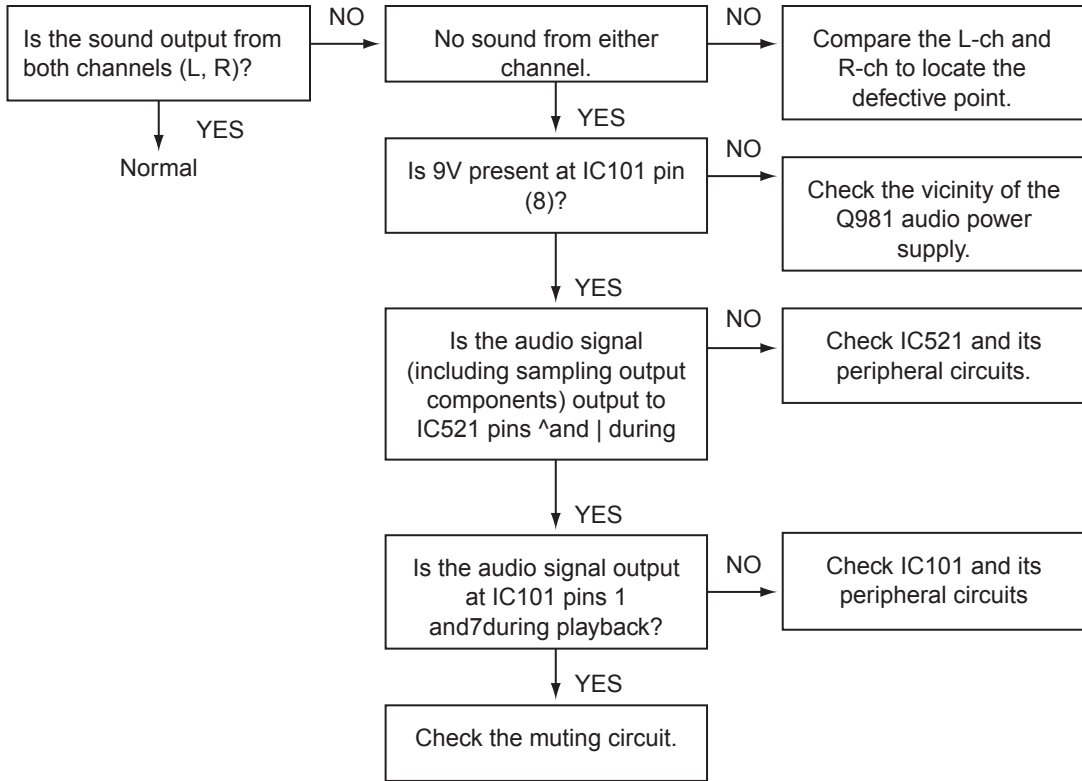 Is the sound output from
both channels (L, R)?
NO
No sound from either
channel.
NO
Compare the L-ch and
R-ch to locate the
defective point.
YES
Normal
YES
Is 9V present at IC101 pin
(8)?
NO
Check the vicinity of the
Q981 audio power
supply.
YES
Is the audio signal
(including sampling output
components) output to
IC521 pins ^and | during
NO
Check IC521 and its
peripheral circuits.
YES
Is the audio signal output
at IC101 pins 1
and7during playback?
NO
Check IC101 and its
peripheral circuits
YES
Check the muting circuit.